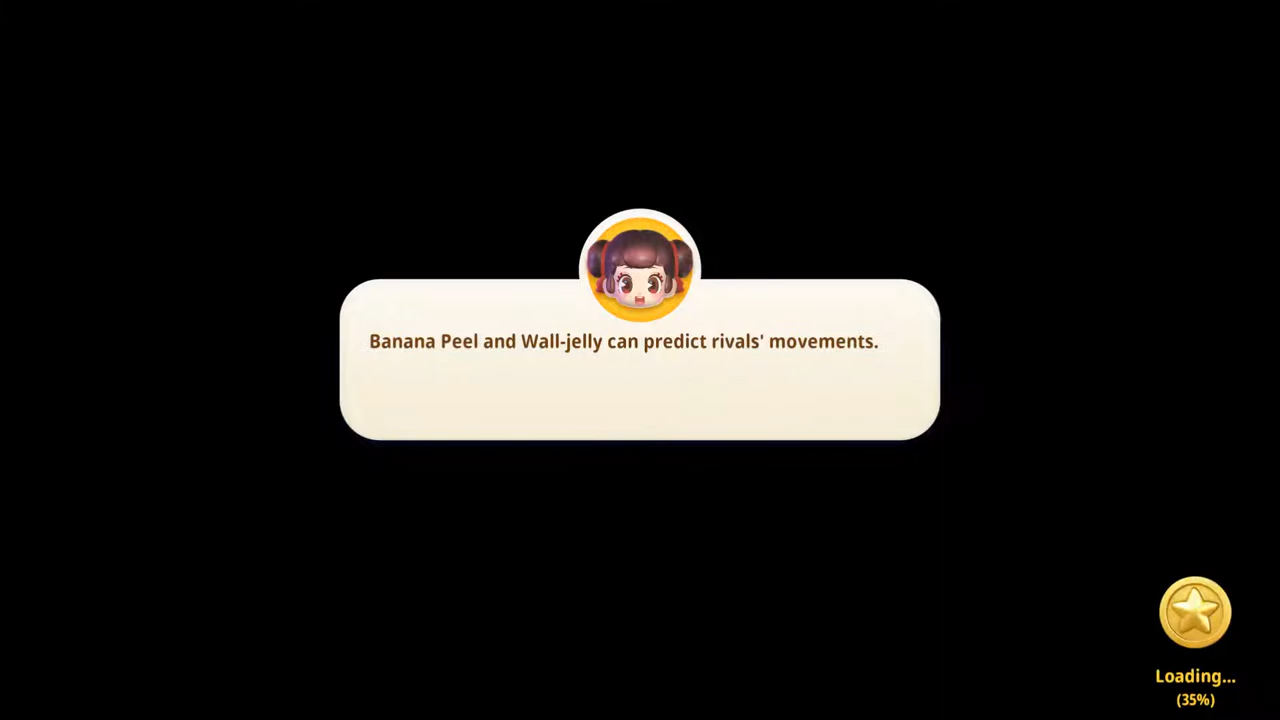 Banana Peel and Wall-jelly can predict rivals' movements.
Loading...
(35%)